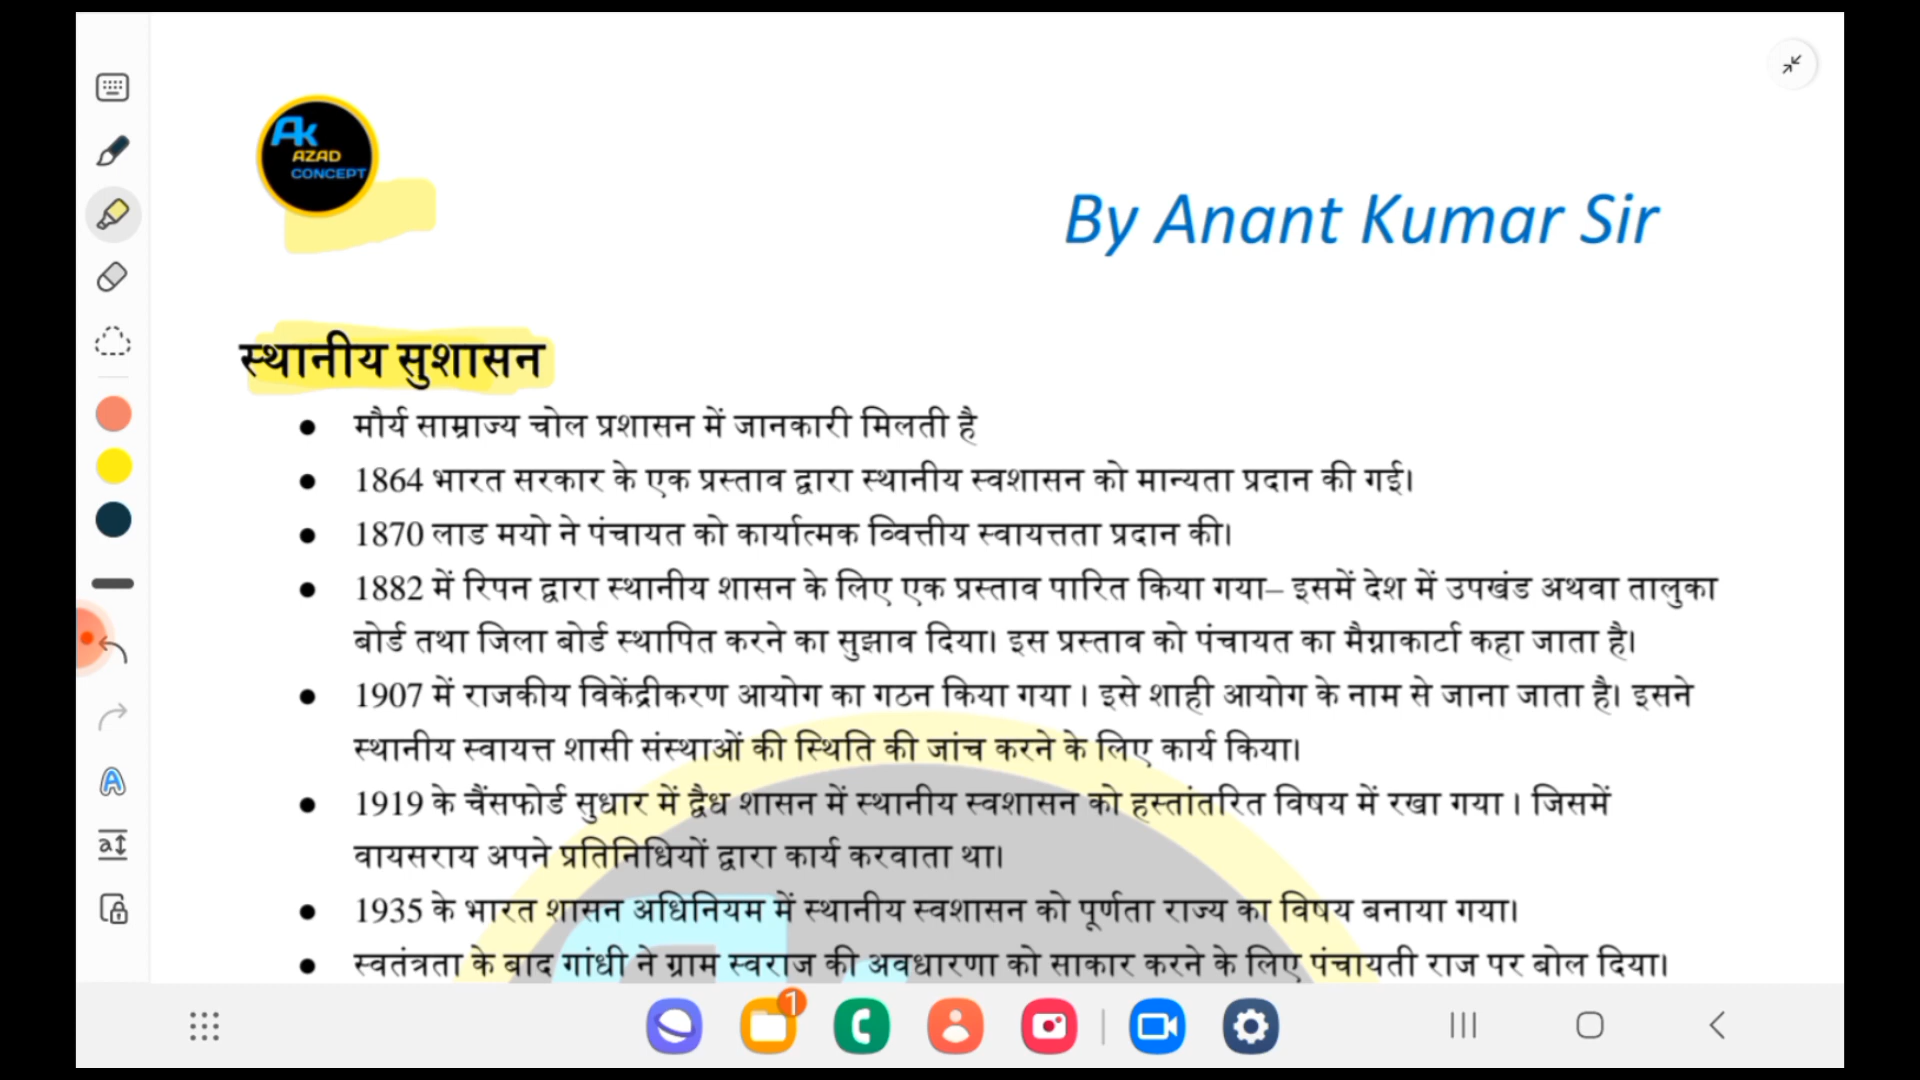 Ak
AZAD
CONCEPT
By Anant Kumar Sir
स्थानीय सुशासन
● मौर्य साम्राज्य चोल प्रशासन में जानकारी मिलती है
● 1864 भारत सरकार के एक प्रस्ताव द्वारा स्थानीय स्वशासन को मान्यता प्रदान की गई।
● 1870 लाड मयो ने पंचायत को कार्यात्मक व्वित्तीय स्वायत्तता प्रदान की।
● 1882 में रिपन द्वारा स्थानीय शासन के लिए एक प्रस्ताव पारित किया गया– इसमें देश में उपखंड अथवा तालुका
बोर्ड तथा जिला बोर्ड स्थापित करने का सुझाव दिया। इस प्रस्ताव को पंचायत का मैग्नाकार्टा कहा जाता है।
● 1907 में राजकीय विकेंद्रीकरण आयोग का गठन किया गया । इसे शाही आयोग के नाम से जाना जाता है। इसने
स्थानीय स्वायत्त शासी संस्थाओं की स्थिति की जांच करने के लिए कार्य किया।
● 1919 के चैंसफोर्ड सुधार में द्वैध शासन में स्थानीय स्वशासन को हस्तांतरित विषय में रखा गया । जिसमें
वायसराय अपने प्रतिनिधियों द्वारा कार्य करवाता था।
● 1935 के भारत शासन अधिनियम में स्थानीय स्वशासन को पूर्णता राज्य का विषय बनाया गया।
● स्वतंत्रता के बाद गांधी ने ग्राम स्वराज की अवधारणा को साकार करने के लिए पंचायती राज पर बोल दिया।
1